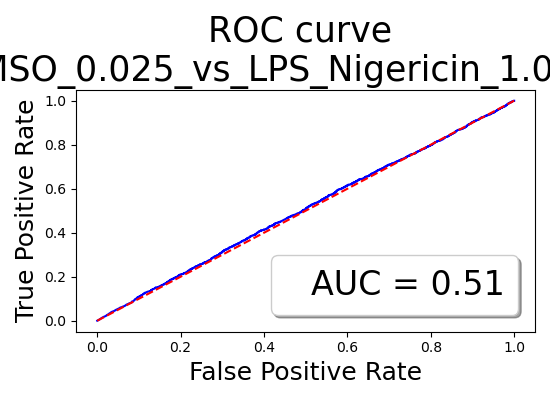 ROC curve
MSO_0.025_vs_LPS_Nigericin_1.0
True Positive Rate
1.0
0.8
0.6
0.4
0.2
0.0
AUC = 0.51
0.0 0.2 0.4 0.6 0.8 1.0
False Positive Rate